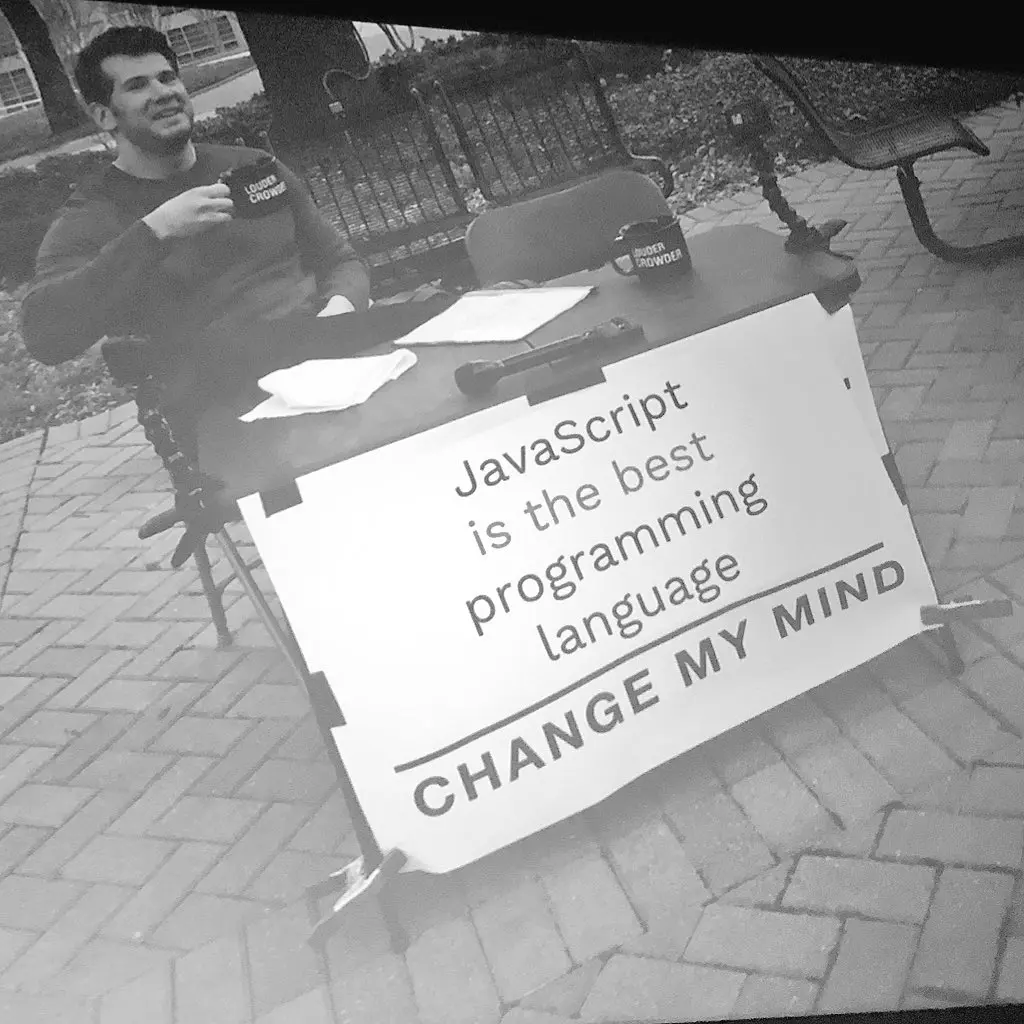 LOUDER
CROWDER
LOUDER
CROWDER
JavaScript
is the best
programming
language
CHANGE MY MIND